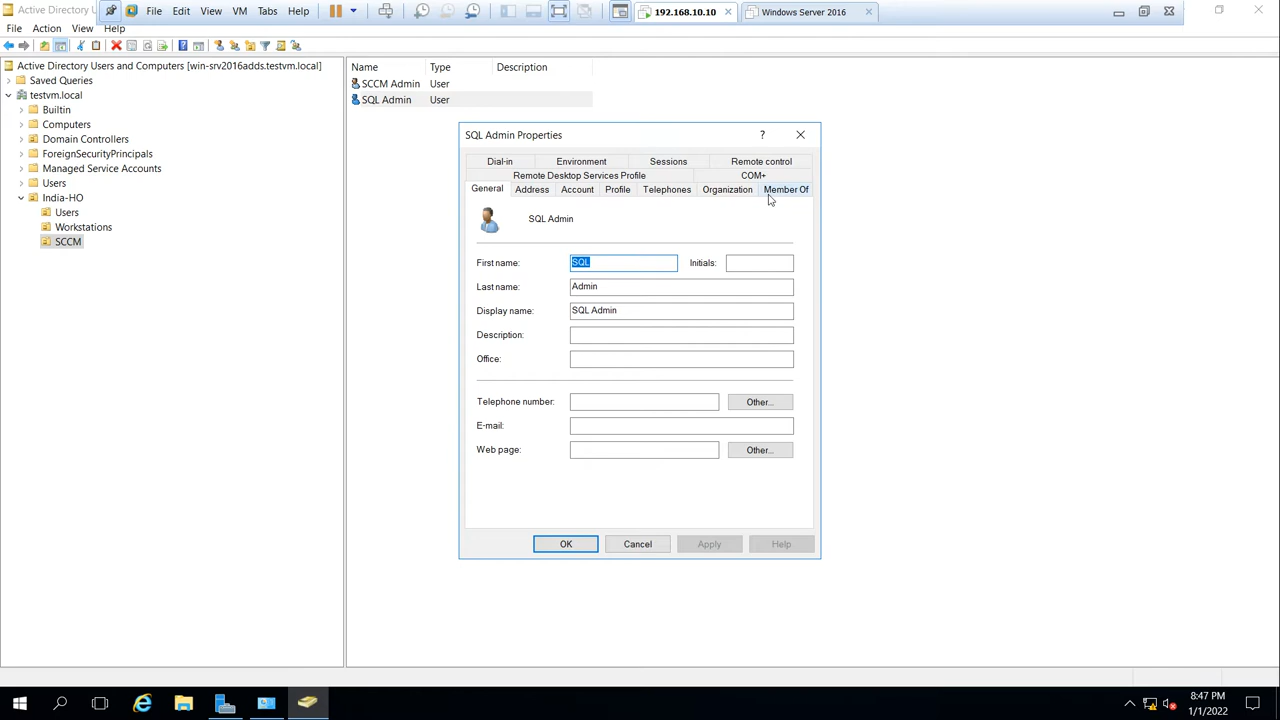 Active Directory U
File Edit View VM Tabs Help
192.168.10.10
Windows Server 2016
File Action View Help
Active Directory Users and Computers [win-srv2016adds.testvm.local]
Saved Queries
testvm.local
Builtin
Computers
Domain Controllers
ForeignSecurityPrincipals
Managed Service Accounts
Users
India-HO
Users
Workstations
SCCM
Name Type Description
SCCM Admin User
SQL Admin User
SQL Admin Properties
Dial-in Environment Sessions Remote control
Remote Desktop Services Profile COM+
General Address Account Profile Telephones Organization Member Of
SQL Admin
First name: SQL Initials:
Last name: Admin
Display name: SQL Admin
Description:
Office:
Telephone number: Other...
E-mail:
Web page: Other...
OK Cancel Apply Help
8:47 PM
1/1/2022